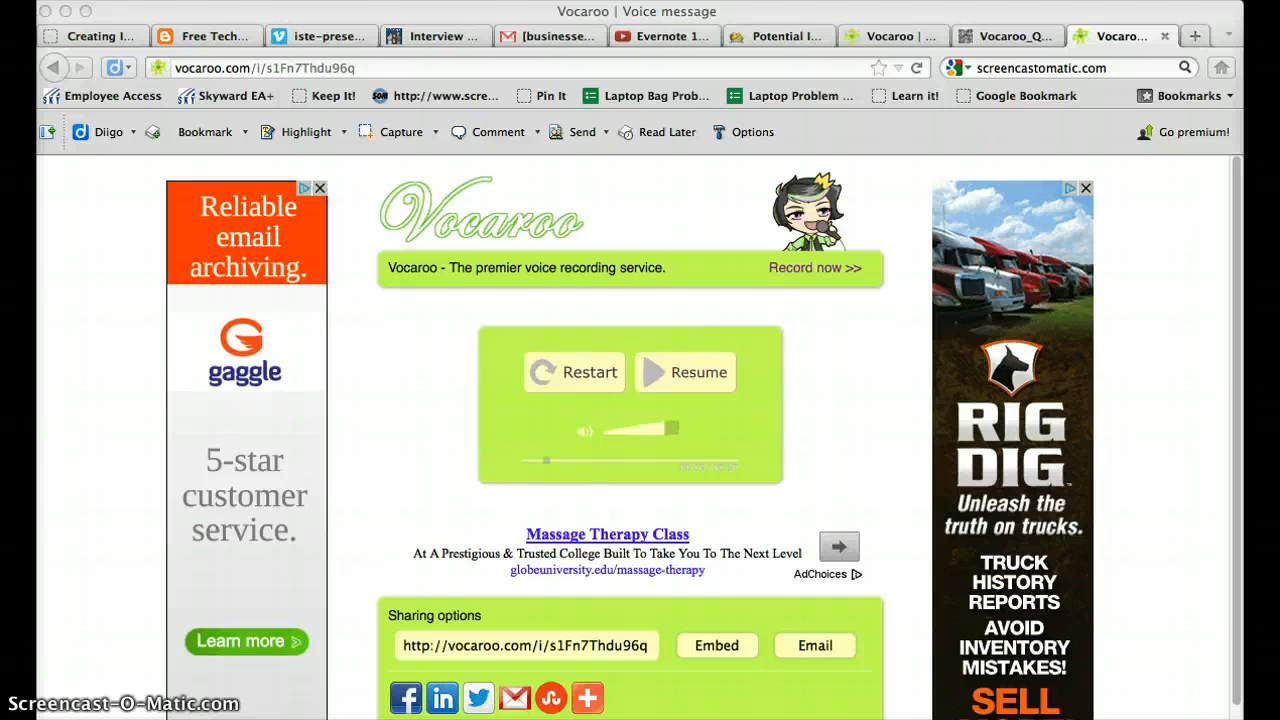 Vocaroo | Voice message
Creating I...
Free Tech...
iste-prese...
Interview ...
[businesse...
Evernote 1...
Potential I...
Vocaroo | ...
Vocaroo_Q...
Vocaro...
vocaroo.com/i/s1Fn7Thdu96q
screencastomatic.com
Employee Access
Skyward EA+
Keep It!
http://www.scre...
Pin It
Laptop Bag Prob...
Laptop Problem ...
Learn it!
Google Bookmark
Bookmarks
Diigo
Bookmark
Highlight
Capture
Comment
Send
Read Later
Options
Go premium!
Reliable
email
archiving.
gaggle
5-star
customer
service.
Learn more
Vocaroo
Vocaroo - The premier voice recording service.
Record now >>
Restart
Resume
Massage Therapy Class
At A Prestigious & Trusted College Built To Take You To The Next Level
globeuniversity.edu/massage-therapy
AdChoices
Sharing options
http://vocaroo.com/i/s1Fn7Thdu96q
Embed
Email
RIG
DIG
Unleash the
truth on trucks.
TRUCK
HISTORY
REPORTS
AVOID
INVENTORY
MISTAKES!
SELL
Screencast-O-Matic.com